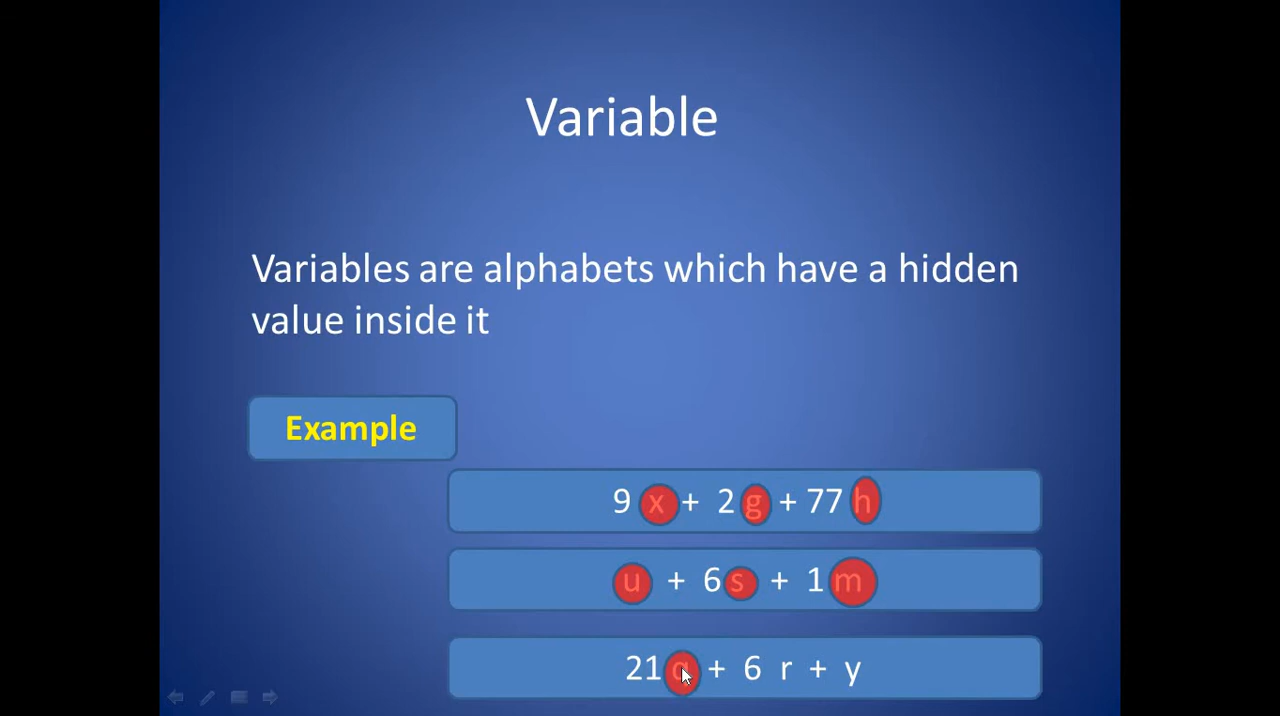 Variable
Variables are alphabets which have a hidden
value inside it
Example
9 x + 2 g + 77 h
u + 6 s + 1 m
21 + 6 r + y